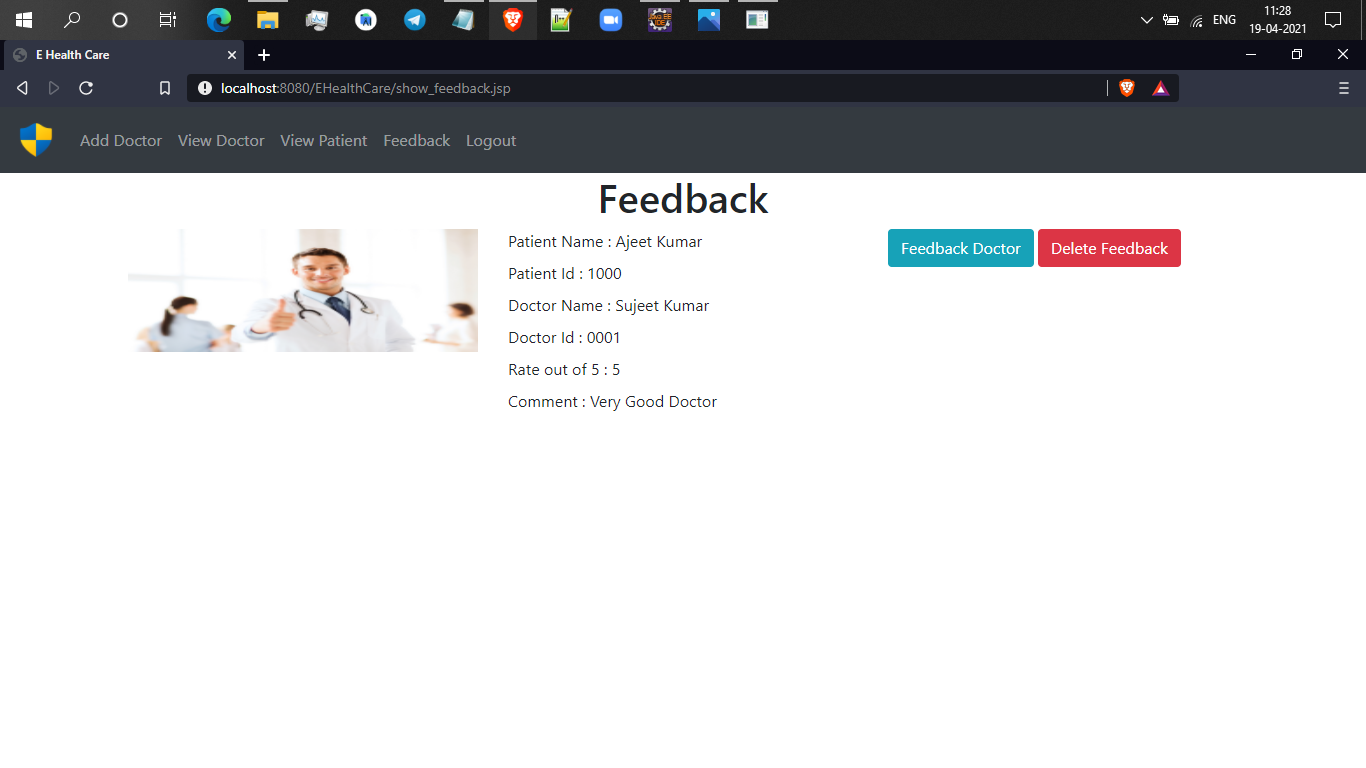 11:28
ENG
19-04-2021
E Health Care
localhost:8080/EHealthCare/show_feedback.jsp
Add Doctor View Doctor View Patient Feedback Logout
Feedback
Patient Name : Ajeet Kumar
Feedback Doctor Delete Feedback
Patient Id : 1000
Doctor Name : Sujeet Kumar
Doctor Id : 0001
Rate out of 5 : 5
Comment : Very Good Doctor